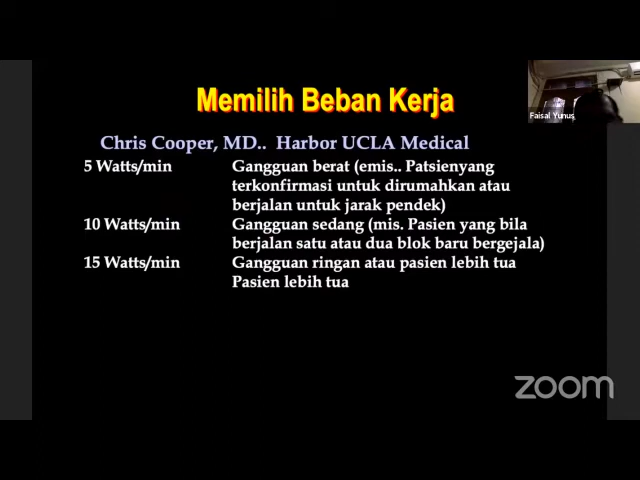 Memilih Beban Kerja
Faisal Yunus
Chris Cooper, MD.. Harbor UCLA Medical
5 Watts/min Gangguan berat (emis.. Patsienyang
terkonfirmasi untuk dirumahkan atau
berjalan untuk jarak pendek)
10 Watts/min Gangguan sedang (mis. Pasien yang bila
berjalan satu atau dua blok baru bergejala)
15 Watts/min Gangguan ringan atau pasien lebih tua
Pasien lebih tua
zoom